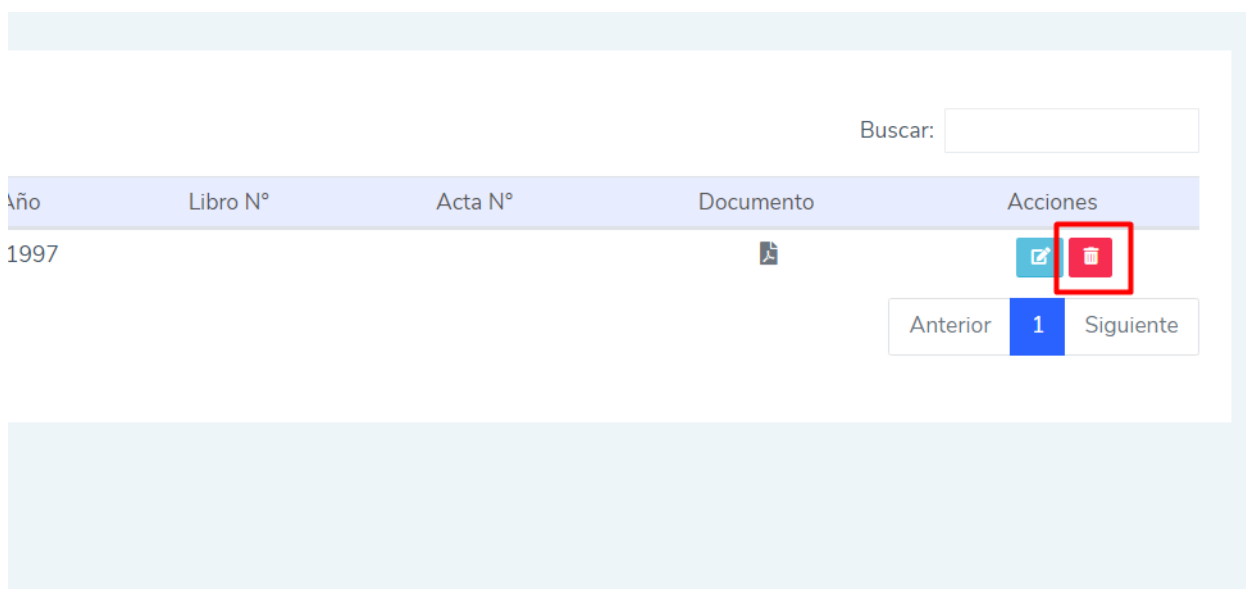 Buscar:
Año Libro N° Acta N° Documento Acciones
1997
Anterior 1 Siguiente